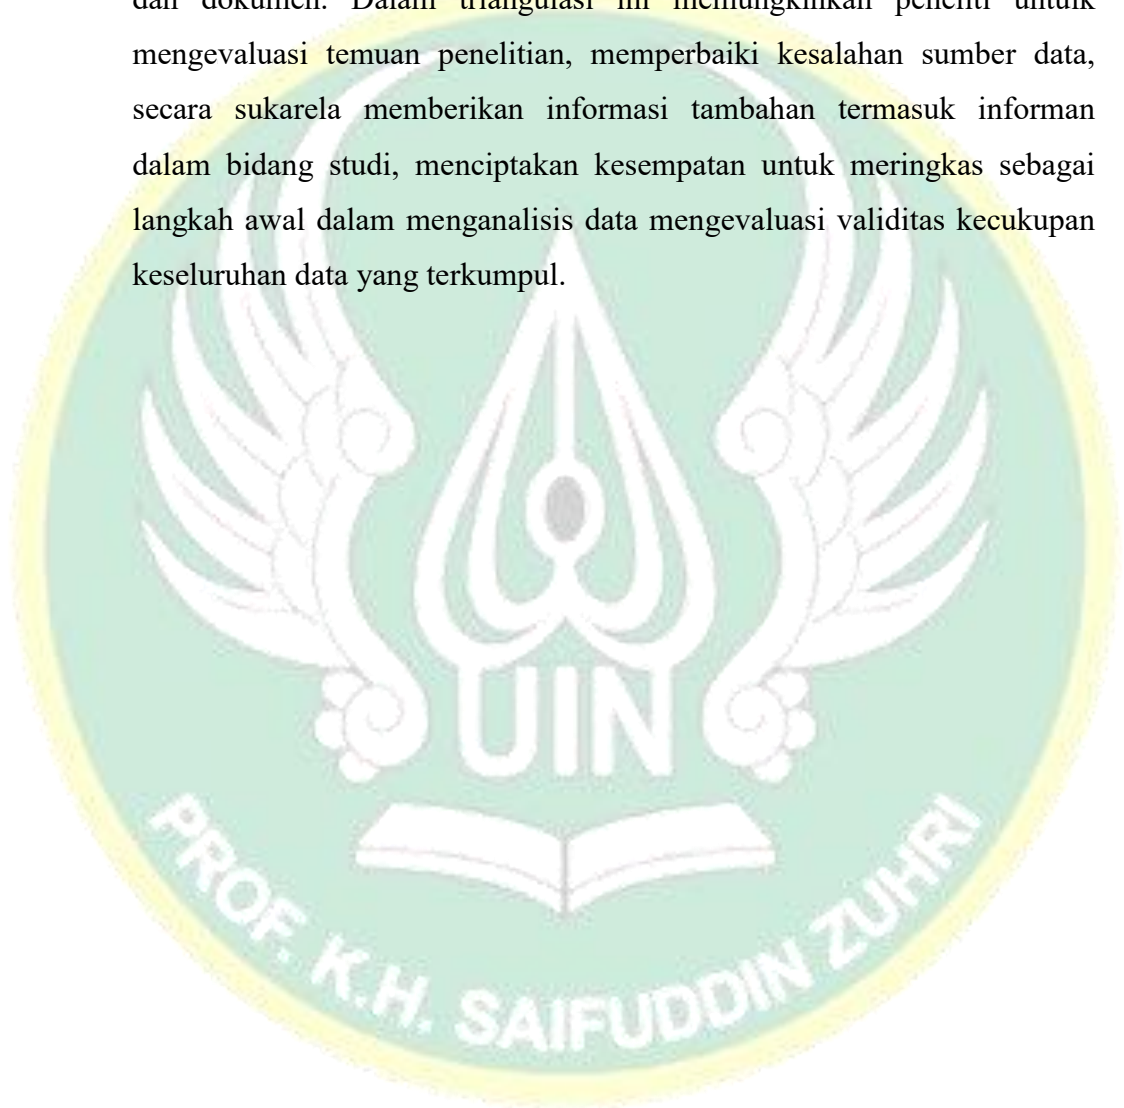 dan dokumen. Dalam triangulasi ini memungkinkan peneliti untuk
mengevaluasi temuan penelitian, memperbaiki kesalahan sumber data,
secara sukarela memberikan informasi tambahan termasuk informan
dalam bidang studi, menciptakan kesempatan untuk meringkas sebagai
langkah awal dalam menganalisis data mengevaluasi validitas kecukupan
keseluruhan data yang terkumpul.
UIN
PROF. K.H. SAIFUDDIN ZUHRI